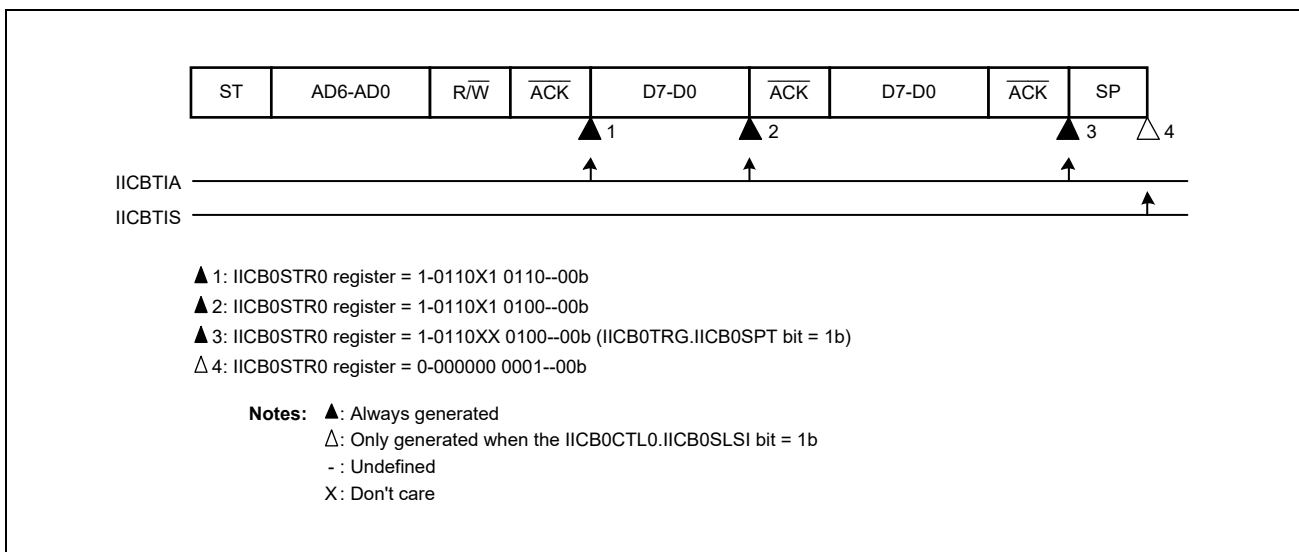 ST AD6-AD0 R/W̅ A̅C̅K̅ D7-D0 A̅C̅K̅ D7-D0 A̅C̅K̅ SP
▲ 1 ▲ 2 ▲ 3 △ 4
IICBTIA
IICBTIS
▲ 1: IICB0STR0 register = 1-0110X1 0110--00b
▲ 2: IICB0STR0 register = 1-0110X1 0100--00b
▲ 3: IICB0STR0 register = 1-0110XX 0100--00b (IICB0TRG.IICB0SPT bit = 1b)
△ 4: IICB0STR0 register = 0-000000 0001--00b
Notes: ▲: Always generated
△: Only generated when the IICB0CTL0.IICB0SLSI bit = 1b
- : Undefined
X: Don't care